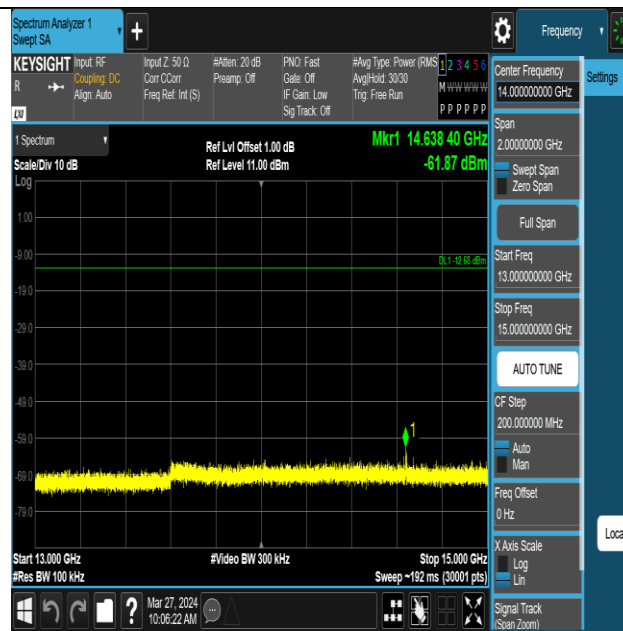 Spectrum Analyzer 1
Swept SA
+
Frequency
KEYSIGHT
R
LXI
Input: RF
Coupling: DC
Align: Auto
Input Z: 50 Ω
Corr CCorr
Freq Ref: Int (S)
#Atten: 20 dB
Preamp: Off
PNO: Fast
Gate: Off
IF Gain: Low
Sig Track: Off
#Avg Type: Power (RMS
Avg|Hold: 30/30
Trig: Free Run
1 2 3 4 5 6
M W W W W W
P P P P P P
1 Spectrum
Scale/Div 10 dB
Log
Ref Lvl Offset 1.00 dB
Ref Level 11.00 dBm
Mkr1 14.638 40 GHz
-61.87 dBm
1.00
-9.00
DL1 -12.68 dBm
-19.0
-29.0
-39.0
-49.0
1
-59.0
-69.0
-79.0
Start 13.000 GHz
#Res BW 100 kHz
#Video BW 300 kHz
Stop 15.000 GHz
Sweep ~192 ms (30001 pts)
?
Mar 27, 2024
10:06:22 AM
Center Frequency
14.000000000 GHz
Span
2.00000000 GHz
Swept Span
Zero Span
Full Span
Start Freq
13.000000000 GHz
Stop Freq
15.000000000 GHz
AUTO TUNE
CF Step
200.000000 MHz
Auto
Man
Freq Offset
0 Hz
X Axis Scale
Log
Lin
Signal Track
(Span Zoom)
Settings
Loca